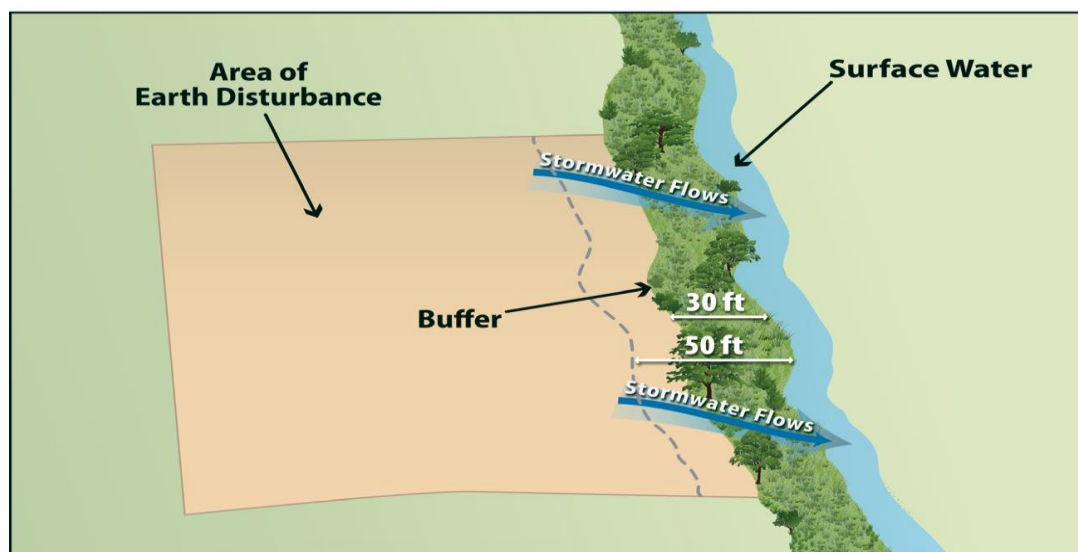 Area of
Earth Disturbance
Surface Water
Stormwater Flows
Buffer
30 ft
50 ft
Stormwater Flows